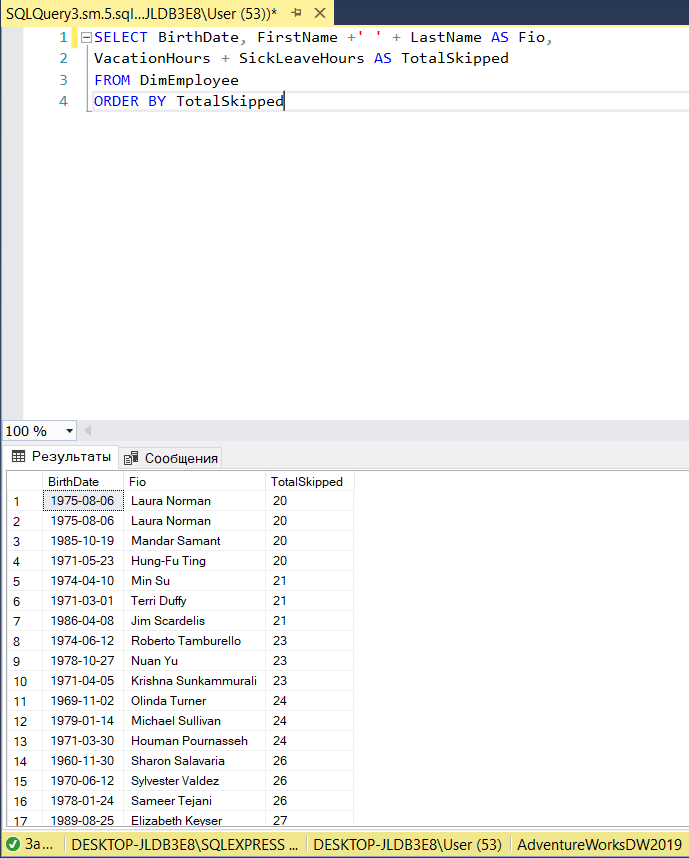 SQLQuery3.sm.5.sql...JLDB3E8\User (53))*
1 SELECT BirthDate, FirstName +' ' + LastName AS Fio,
2 VacationHours + SickLeaveHours AS TotalSkipped
3 FROM DimEmployee
4 ORDER BY TotalSkipped
100 %
Результаты Сообщения
BirthDate Fio TotalSkipped
1 1975-08-06 Laura Norman 20
2 1975-08-06 Laura Norman 20
3 1985-10-19 Mandar Samant 20
4 1971-05-23 Hung-Fu Ting 20
5 1974-04-10 Min Su 21
6 1971-03-01 Terri Duffy 21
7 1986-04-08 Jim Scardelis 21
8 1974-06-12 Roberto Tamburello 23
9 1978-10-27 Nuan Yu 23
10 1971-04-05 Krishna Sunkammurali 23
11 1969-11-02 Olinda Turner 24
12 1979-01-14 Michael Sullivan 24
13 1971-03-30 Houman Pournasseh 24
14 1960-11-30 Sharon Salavaria 26
15 1970-06-12 Sylvester Valdez 26
16 1978-01-24 Sameer Tejani 26
17 1989-08-25 Elizabeth Keyser 27
За... DESKTOP-JLDB3E8\SQLEXPRESS ... DESKTOP-JLDB3E8\User (53) AdventureWorksDW2019